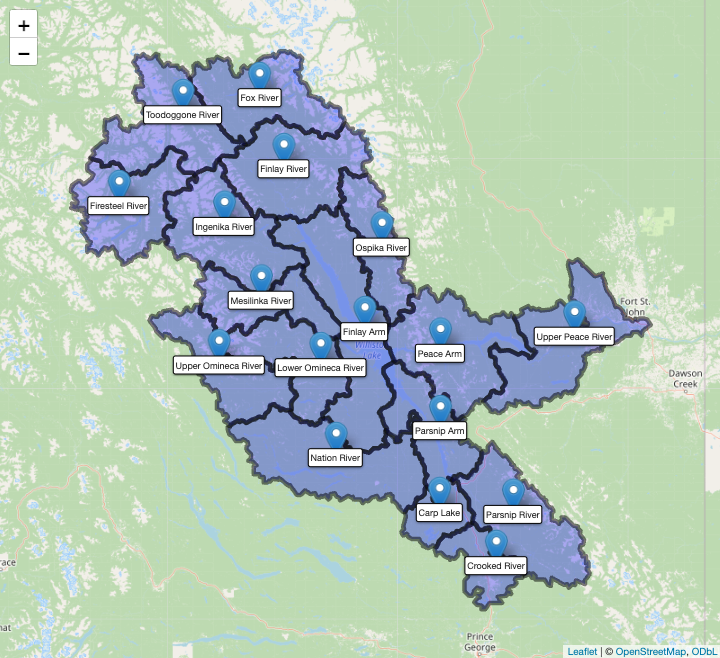 +
−
Fox River
Toodoggone River
Finlay River
Firesteel River
Ingenika River
Ospika River
Mesilinka River
Fort St.
John
Finlay Arm
Upper Peace River
Lake
Peace Arm
Upper Omineca River
Lower Omineca River
Dawson
Creek
Parsnip Arm
Nation River
Carp Lake
Parsnip River
Crooked River
Prince
George
Leaflet | © OpenStreetMap, ODbL